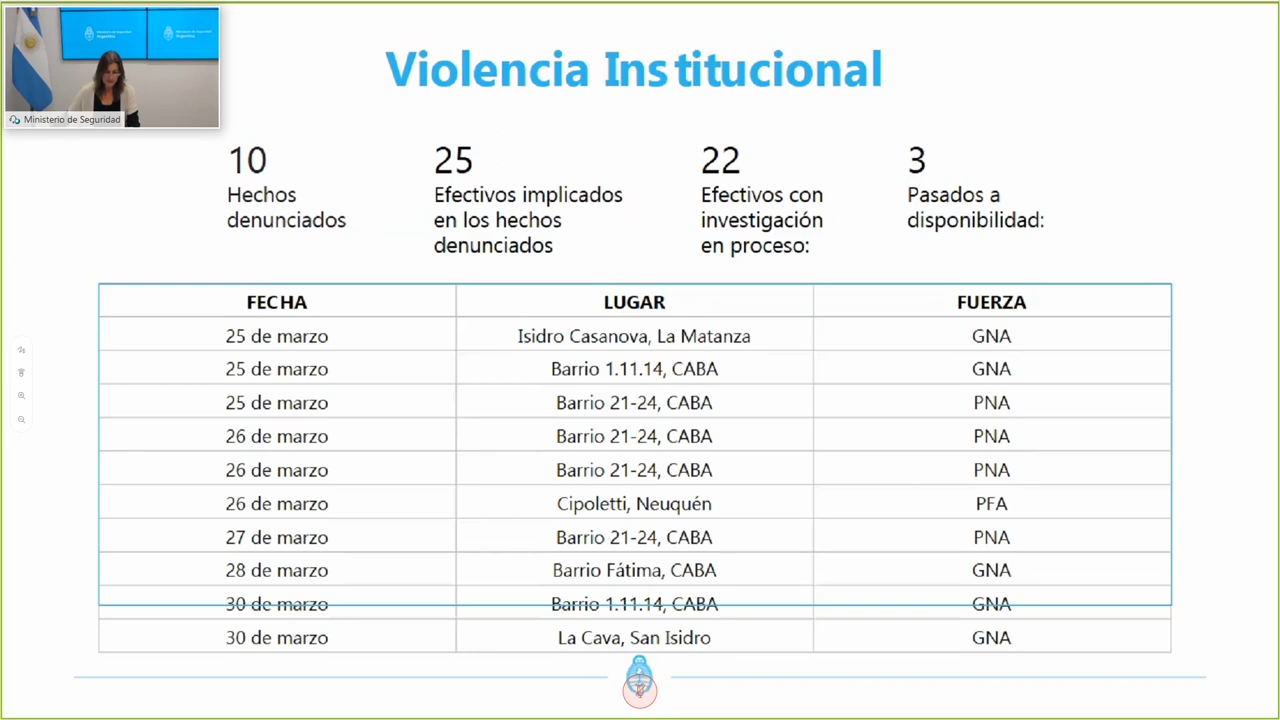 Ministerio de Seguridad
Violencia Institucional
10
Hechos
denunciados
25
Efectivos implicados
en los hechos
denunciados
22
Efectivos con
investigación
en proceso:
3
Pasados a
disponibilidad:
FECHA LUGAR FUERZA
25 de marzo Isidro Casanova, La Matanza GNA
25 de marzo Barrio 1.11.14, CABA GNA
25 de marzo Barrio 21-24, CABA PNA
26 de marzo Barrio 21-24, CABA PNA
26 de marzo Barrio 21-24, CABA PNA
26 de marzo Cipoletti, Neuquén PFA
27 de marzo Barrio 21-24, CABA PNA
28 de marzo Barrio Fátima, CABA GNA
30 de marzo Barrio 1.11.14, CABA GNA
30 de marzo La Cava, San Isidro GNA